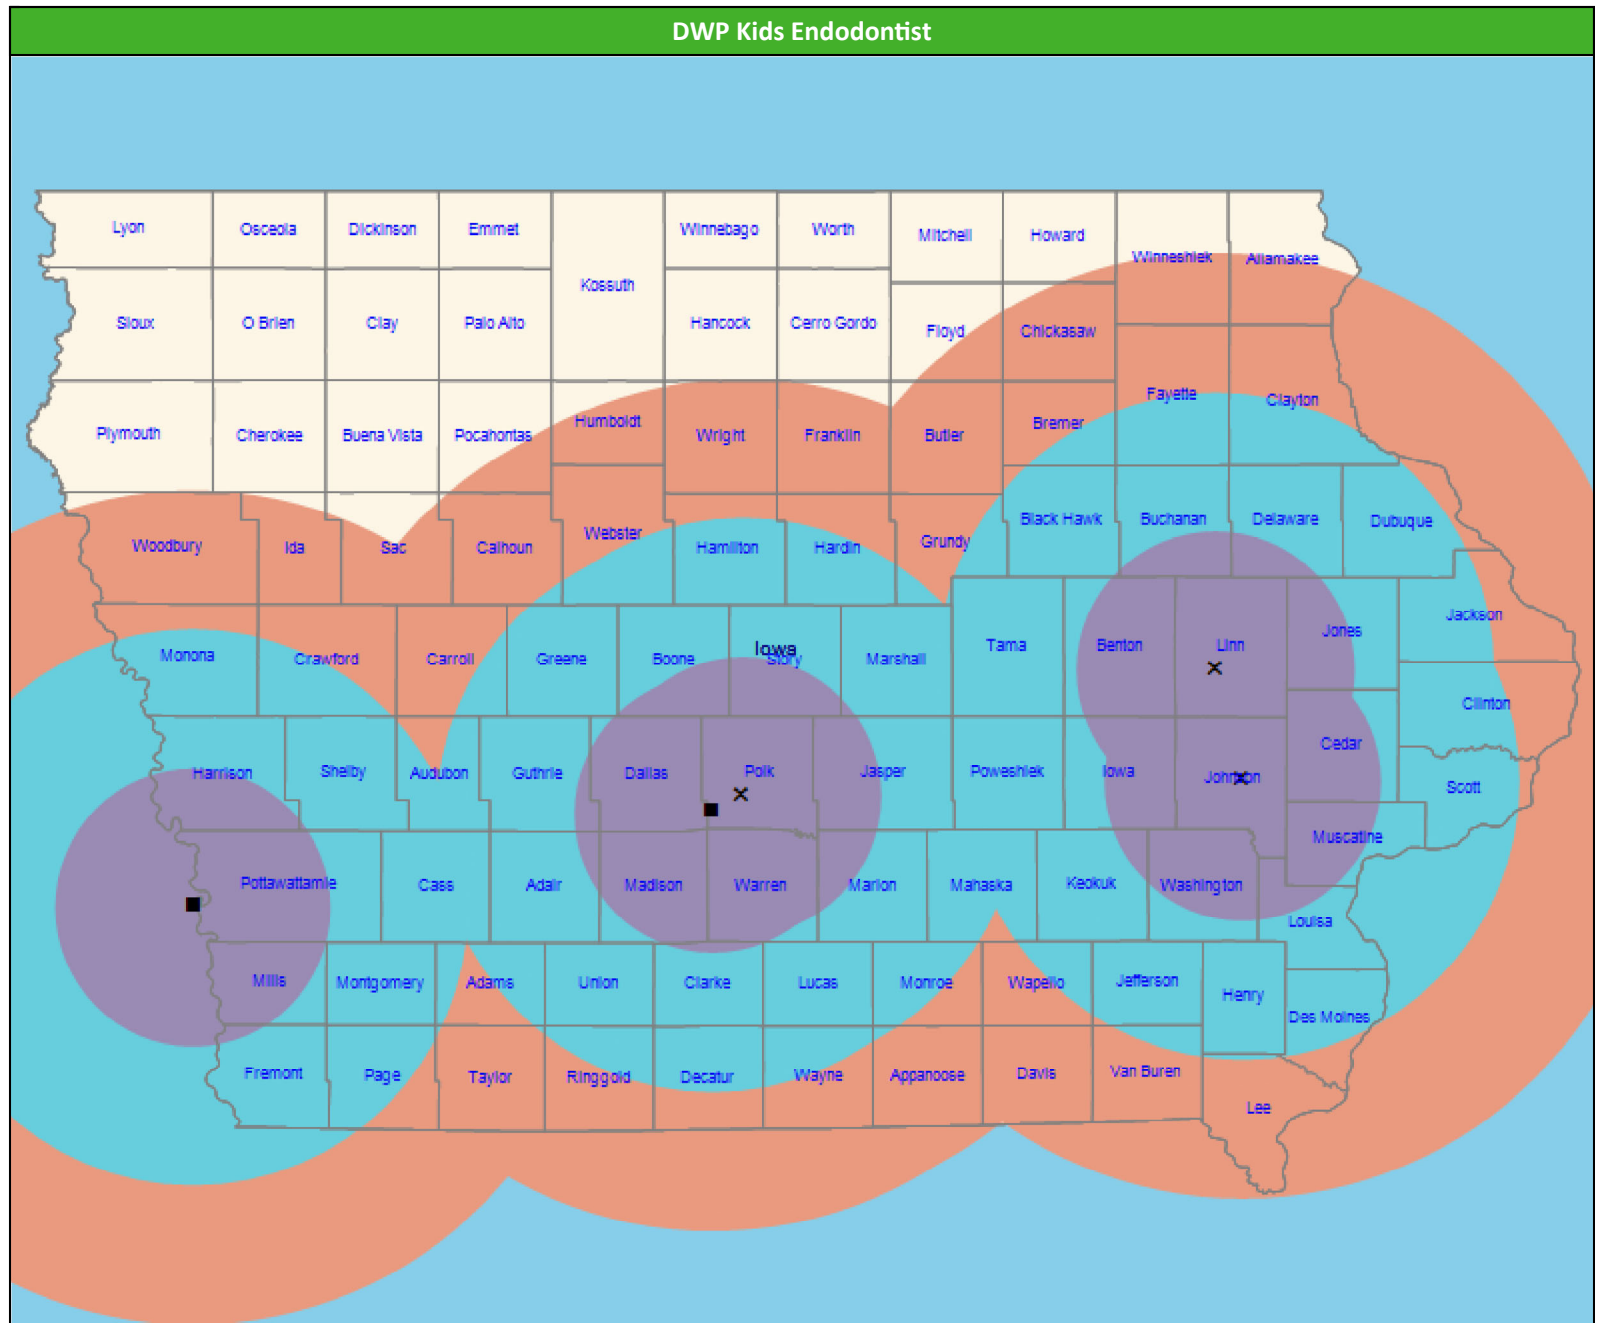 DWP Kids Endodontist
Lyon Osceola Dickinson Emmet Winnebago Worth Mitchell Howard
Winneshiek Allamakee
Kossuth
Sioux O Brien Clay Palo Alto Hancock Cerro Gordo Floyd Chickasaw
Fayette Clayton
Plymouth Cherokee Buena Vista Pocahontas Humboldt Wright Franklin Butler Bremer
Woodbury Ida Sac Calhoun Webster Hamilton Hardin Grundy Black Hawk Buchanan Delaware Dubuque
Iowa
Monona Crawford Carroll Greene Boone Story Marshall Tama Benton Linn Jones Jackson
Clinton
Harrison Shelby Audubon Guthrie Dallas Polk Jasper Poweshiek Iowa Johnson Cedar Scott
Muscatine
Pottawattamie Cass Adair Madison Warren Marion Mahaska Keokuk Washington
Louisa
Mills Montgomery Adams Union Clarke Lucas Monroe Wapello Jefferson Henry
Des Moines
Fremont Page Taylor Ringgold Decatur Wayne Appanoose Davis Van Buren
Lee